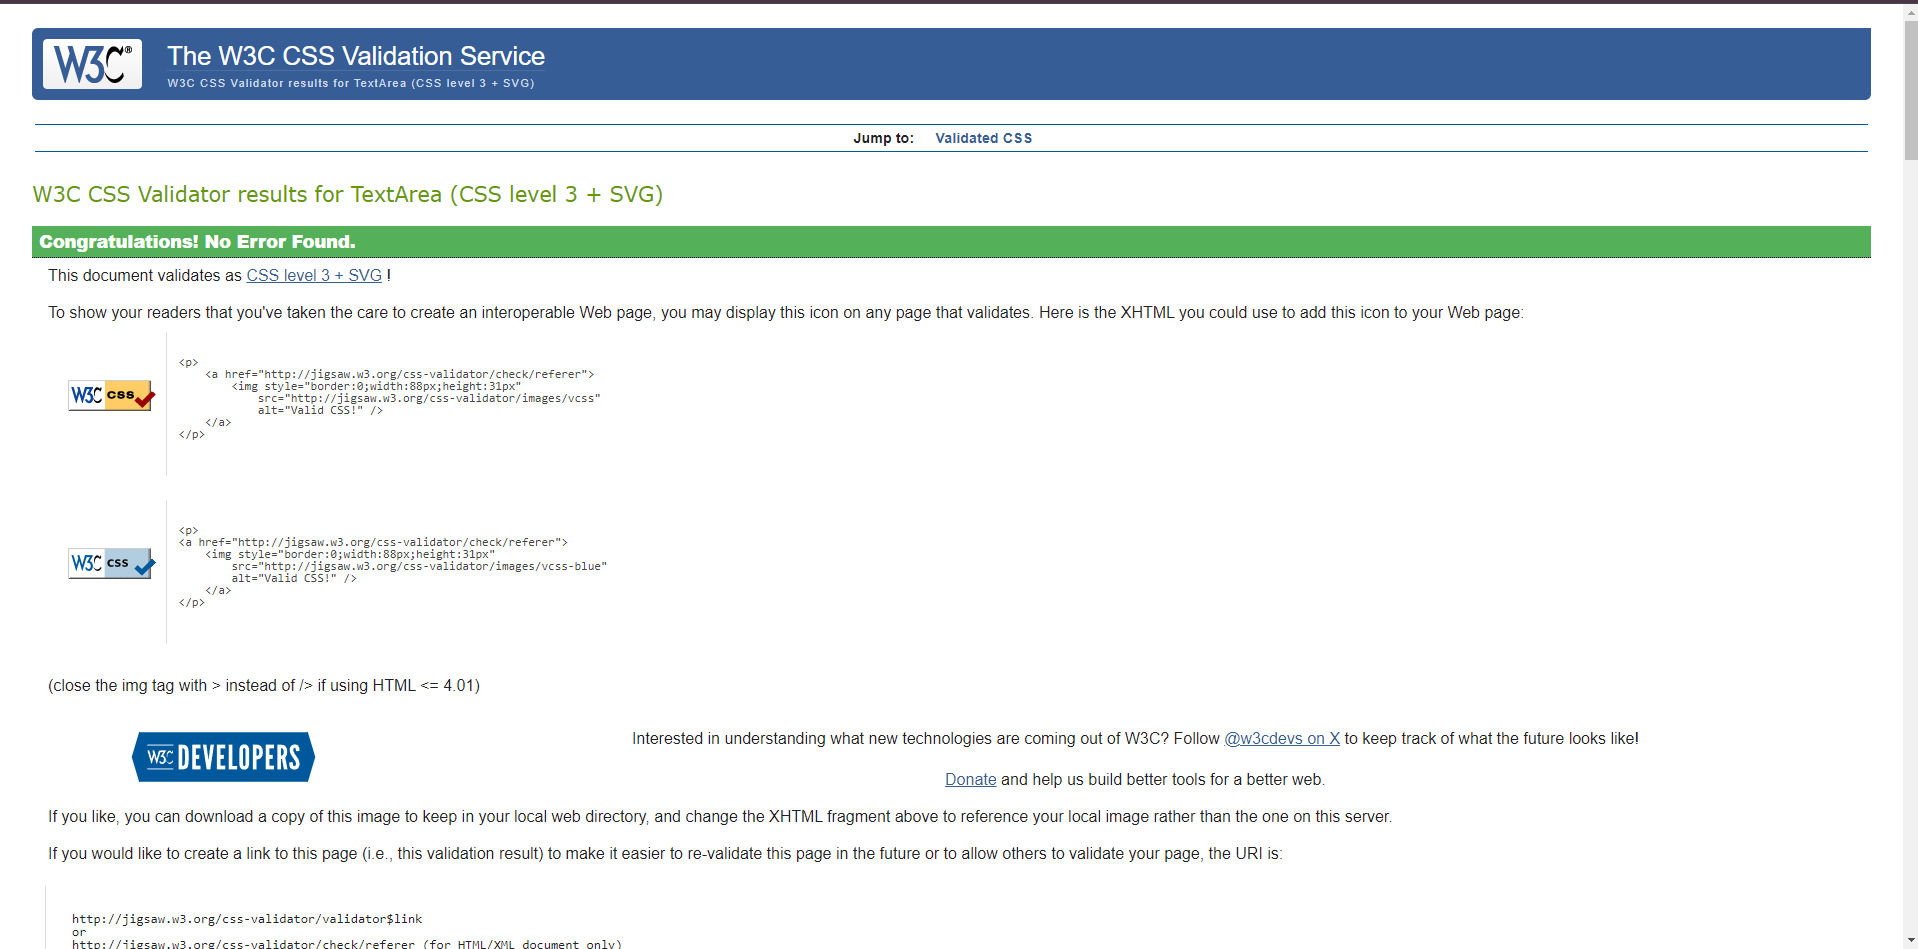 W3C®
The W3C CSS Validation Service
W3C CSS Validator results for TextArea (CSS level 3 + SVG)
Jump to: Validated CSS
W3C CSS Validator results for TextArea (CSS level 3 + SVG)
Congratulations! No Error Found.
This document validates as CSS level 3 + SVG !
To show your readers that you've taken the care to create an interoperable Web page, you may display this icon on any page that validates. Here is the XHTML you could use to add this icon to your Web page:
W3C css
<p>
<a href="http://jigsaw.w3.org/css-validator/check/referer">
<img style="border:0;width:88px;height:31px"
src="http://jigsaw.w3.org/css-validator/images/vcss"
alt="Valid CSS!" />
</a>
</p>
W3C css
<p>
<a href="http://jigsaw.w3.org/css-validator/check/referer">
<img style="border:0;width:88px;height:31px"
src="http://jigsaw.w3.org/css-validator/images/vcss-blue"
alt="Valid CSS!" />
</a>
</p>
(close the img tag with > instead of /> if using HTML <= 4.01)
W3C DEVELOPERS
Interested in understanding what new technologies are coming out of W3C? Follow @w3cdevs on X to keep track of what the future looks like!
Donate and help us build better tools for a better web.
If you like, you can download a copy of this image to keep in your local web directory, and change the XHTML fragment above to reference your local image rather than the one on this server.
If you would like to create a link to this page (i.e., this validation result) to make it easier to re-validate this page in the future or to allow others to validate your page, the URI is:
http://jigsaw.w3.org/css-validator/validator$link
or
http://jigsaw.w3.org/css-validator/check/referer (for HTML/XML document only)